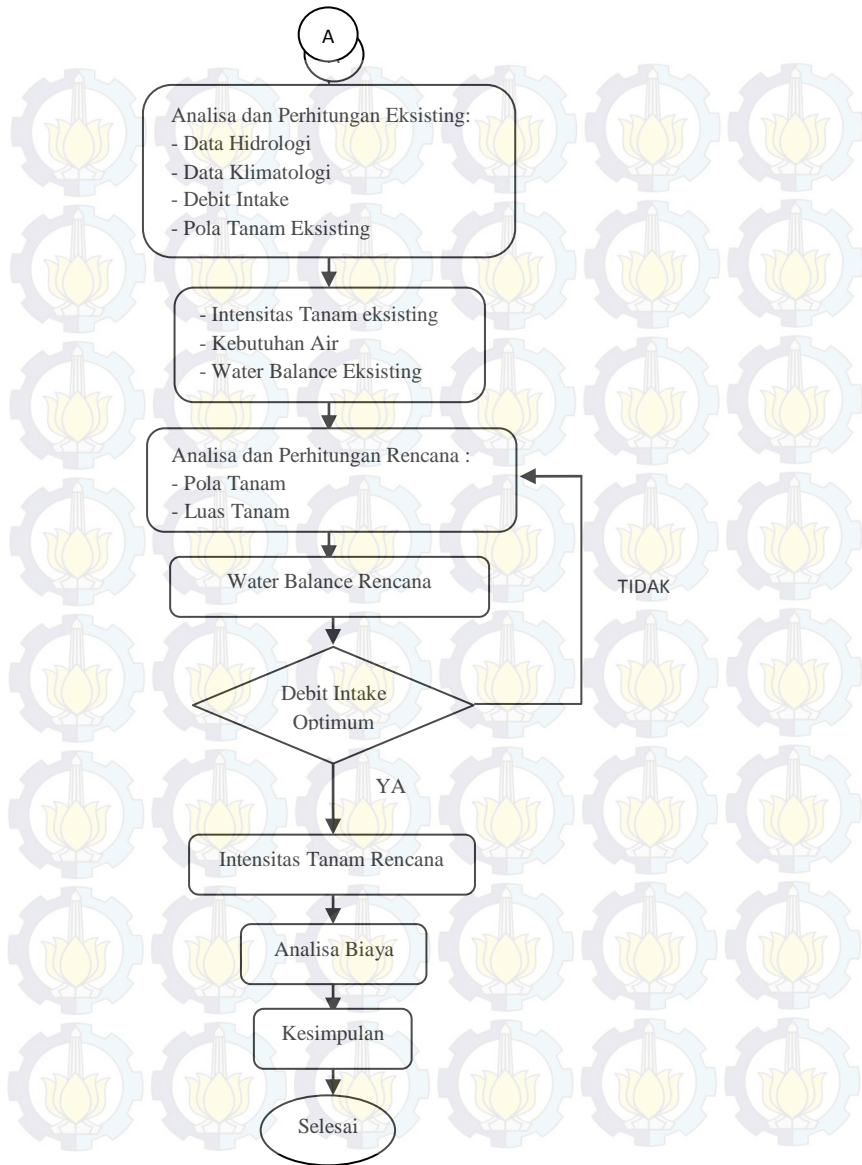 A
Analisa dan Perhitungan Eksisting:
- Data Hidrologi
- Data Klimatologi
- Debit Intake
- Pola Tanam Eksisting
- Intensitas Tanam eksisting
- Kebutuhan Air
- Water Balance Eksisting
Analisa dan Perhitungan Rencana :
- Pola Tanam
- Luas Tanam
Water Balance Rencana
TIDAK
Debit Intake
Optimum
YA
Intensitas Tanam Rencana
Analisa Biaya
Kesimpulan
Selesai